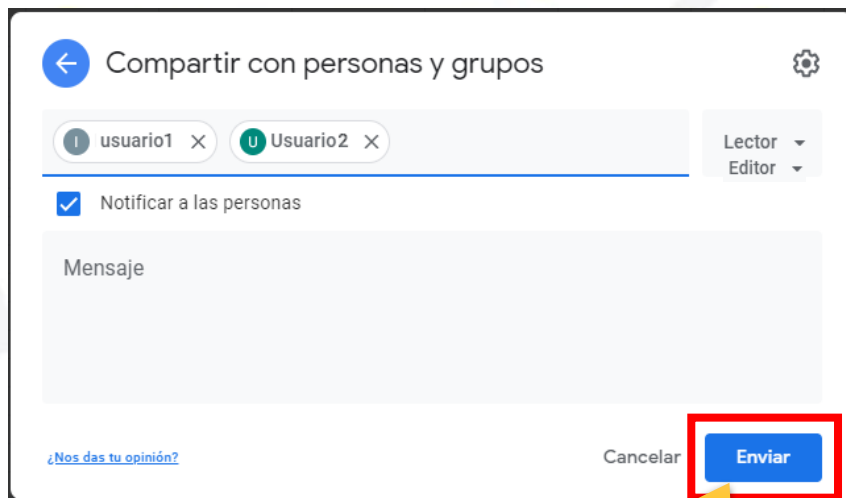 Compartir con personas y grupos
I usuario1 U Usuario2 Lector
Editor
Notificar a las personas
Mensaje
¿Nos das tu opinión? Cancelar Enviar